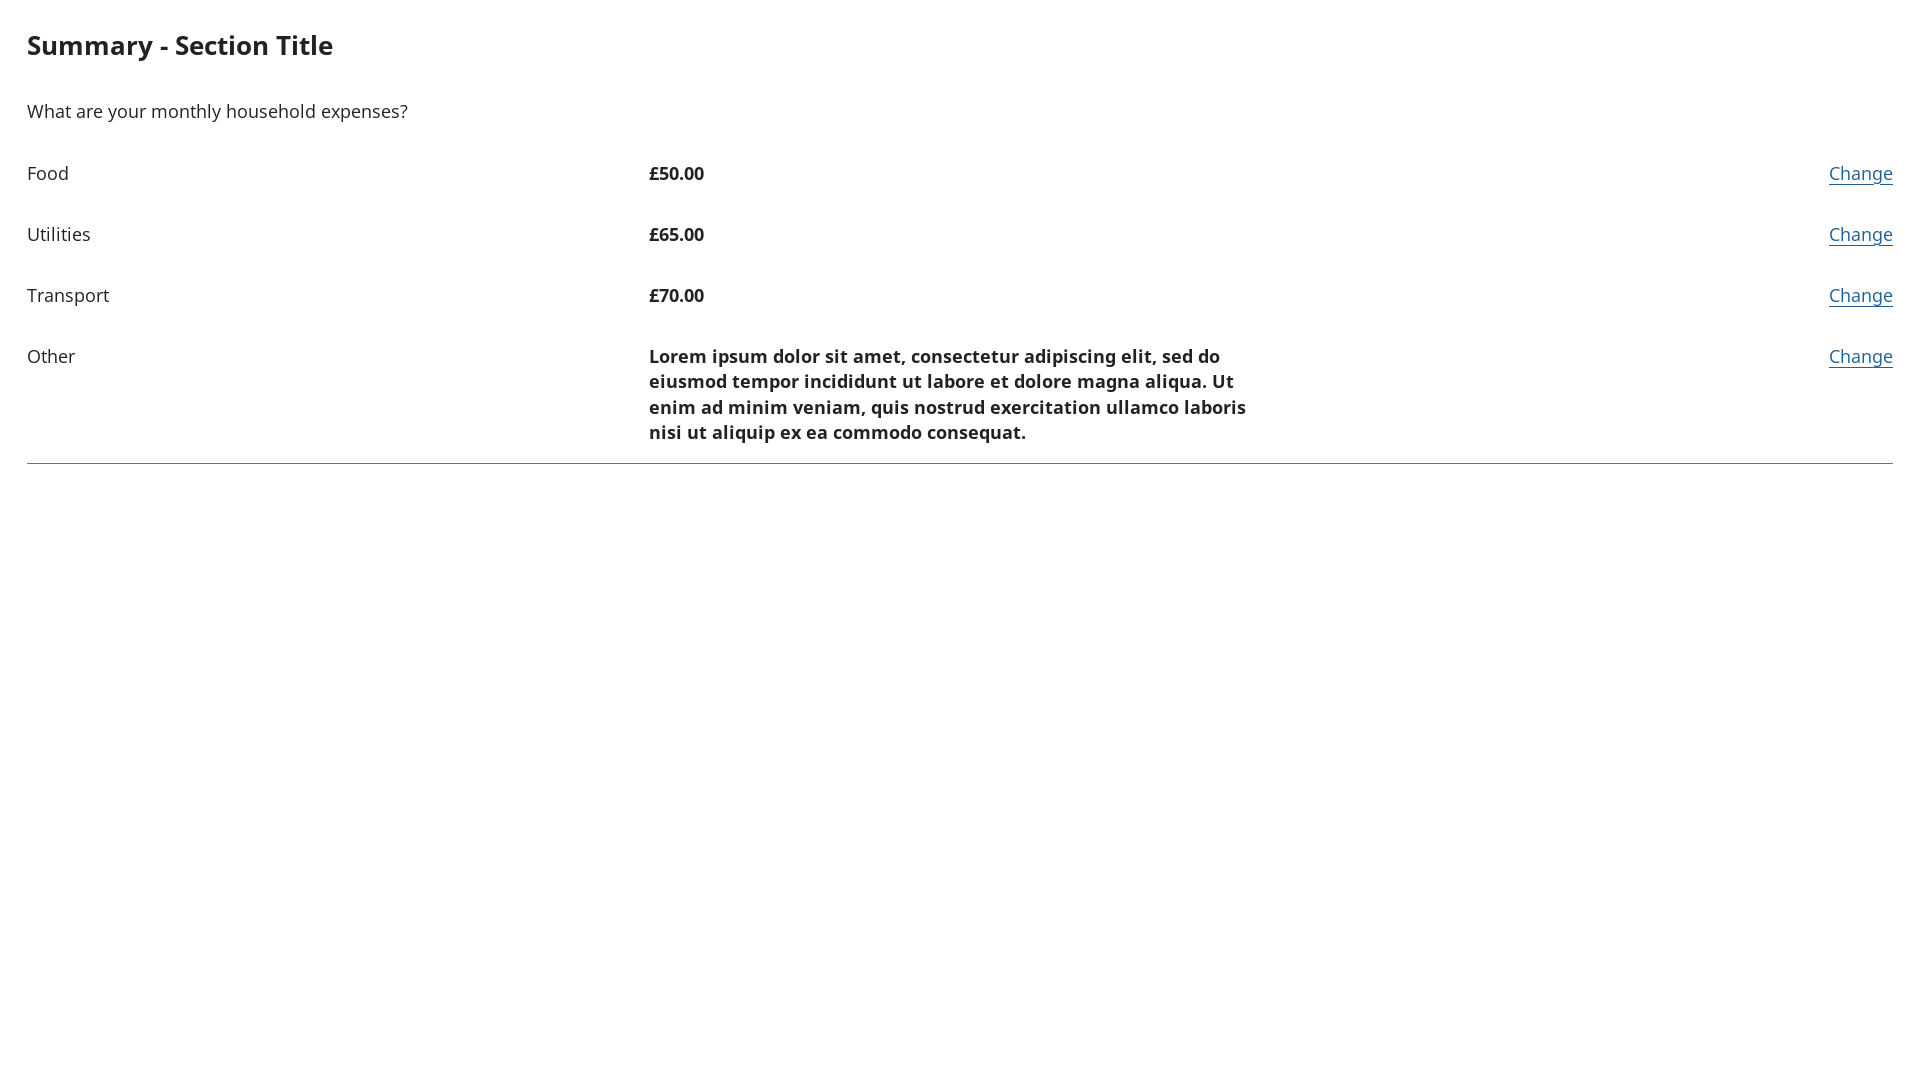 Summary - Section Title
What are your monthly household expenses?
Food £50.00 Change
Utilities £65.00 Change
Transport £70.00 Change
Other Lorem ipsum dolor sit amet, consectetur adipiscing elit, sed do Change
eiusmod tempor incididunt ut labore et dolore magna aliqua. Ut
enim ad minim veniam, quis nostrud exercitation ullamco laboris
nisi ut aliquip ex ea commodo consequat.